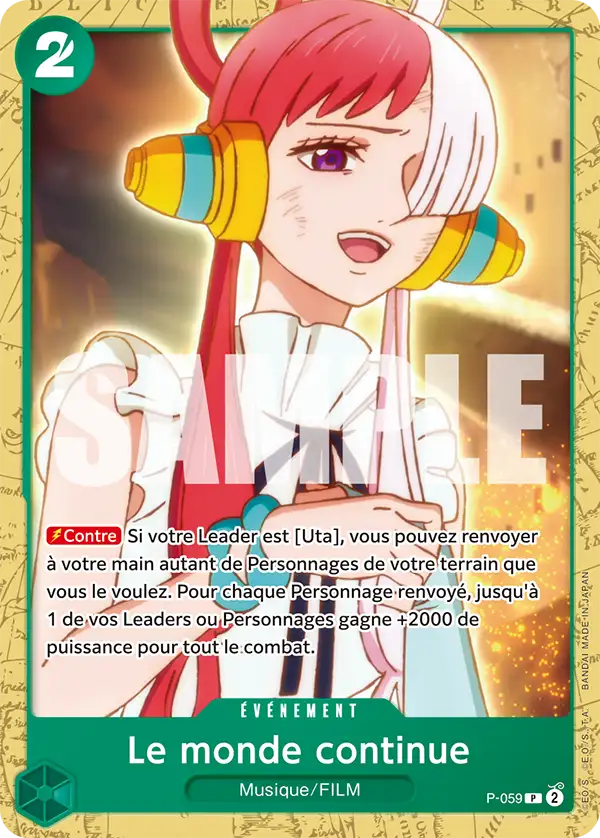 2
SAMPLE
Contre Si votre Leader est [Uta], vous pouvez renvoyer
à votre main autant de Personnages de votre terrain que
vous le voulez. Pour chaque Personnage renvoyé, jusqu'à
1 de vos Leaders ou Personnages gagne +2000 de
puissance pour tout le combat.
ÉVÉNEMENT
Le monde continue
Musique/FILM
P-059 P 2
BANDAI MADE IN JAPAN